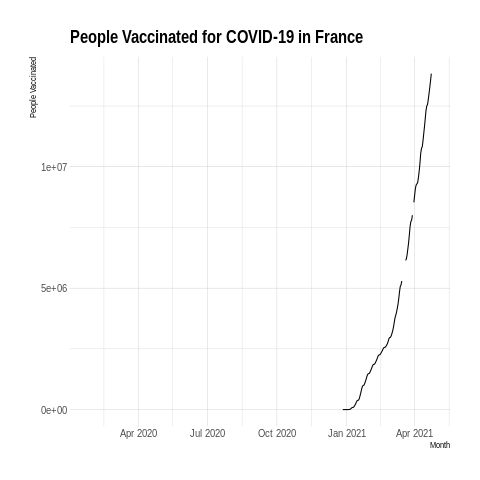 People Vaccinated for COVID-19 in France
People Vaccinated
1e+07
5e+06
0e+00
Apr 2020 Jul 2020 Oct 2020 Jan 2021 Apr 2021
Month